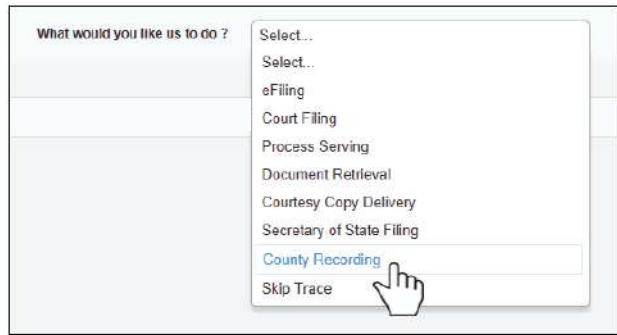 What would you like us to do ? Select...
Select...
eFiling
Court Filing
Process Serving
Document Retrieval
Courtesy Copy Delivery
Secretary of State Filing
County Recording
Skip Trace